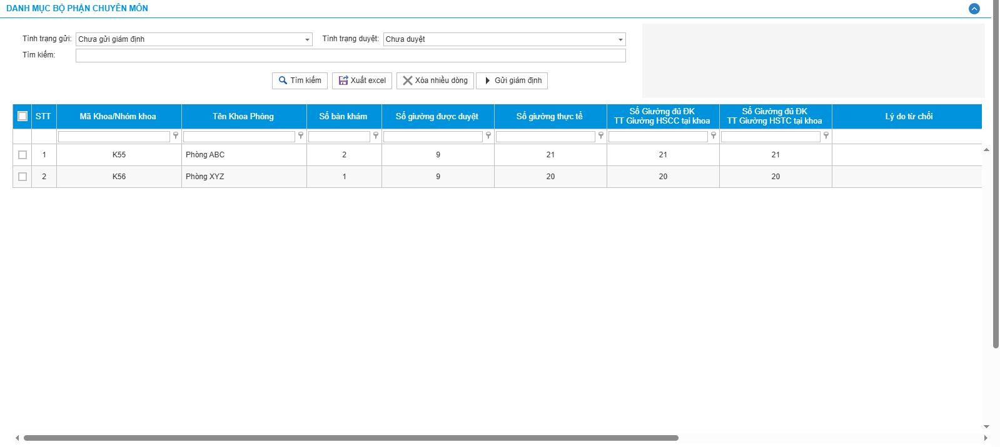 DANH MỤC BỘ PHẬN CHUYÊN MÔN
Tình trạng gửi: Chưa gửi giám định Tình trạng duyệt: Chưa duyệt
Tìm kiếm:
Tìm kiếm Xuất excel Xóa nhiều dòng Gửi giám định
STT Mã Khoa/Nhóm khoa Tên Khoa Phòng Số bàn khám Số giường được duyệt Số giường thực tế Số Giường đủ ĐK Số Giường đủ ĐK Lý do từ chối
TT Giường HSCC tại khoa TT Giường HSTC tại khoa
1 K55 Phòng ABC 2 9 21 21 21
2 K56 Phòng XYZ 1 9 20 20 20